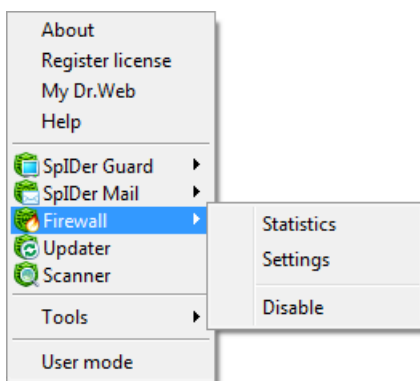 About
Register license
My Dr.Web
Help
SpIDer Guard
SpIDer Mail
Firewall
Updater
Scanner
Tools
User mode
Statistics
Settings
Disable